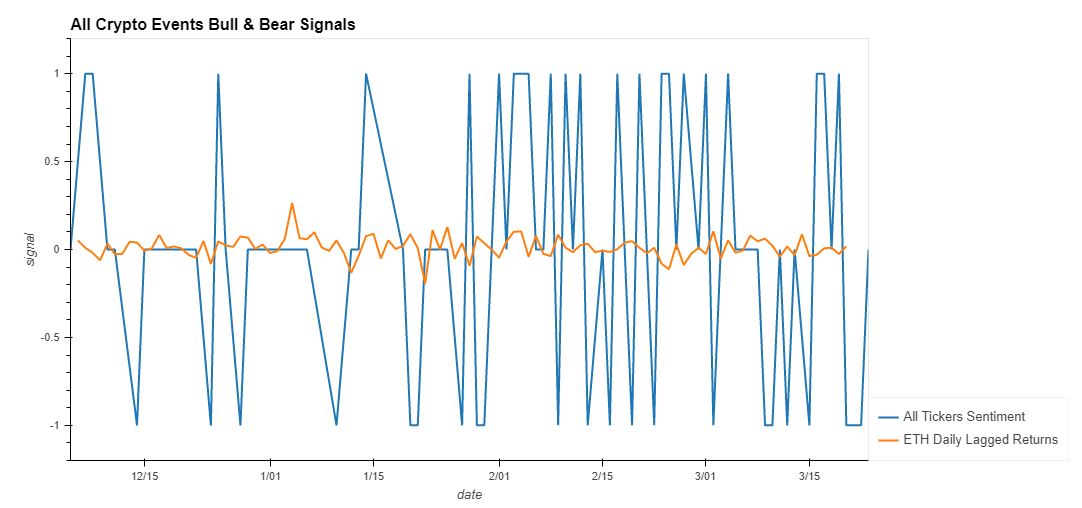 All Crypto Events Bull & Bear Signals
1
0.5
0
-0.5
-1
signal
12/15
1/01
1/15
2/01
2/15
3/01
3/15
date
All Tickers Sentiment
ETH Daily Lagged Returns